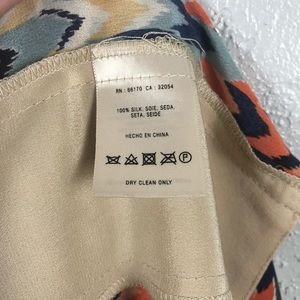 RN : 66170 CA : 32054
100% SILK, SOIE, SEDA,
SETA, SEIDE
HECHO EN CHINA
DRY CLEAN ONLY